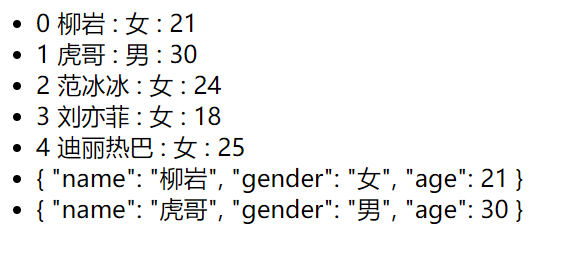 • 0 柳岩 : 女 : 21
• 1 虎哥 : 男 : 30
• 2 范冰冰 : 女 : 24
• 3 刘亦菲 : 女 : 18
• 4 迪丽热巴 : 女 : 25
• { "name": "柳岩", "gender": "女", "age": 21 }
• { "name": "虎哥", "gender": "男", "age": 30 }